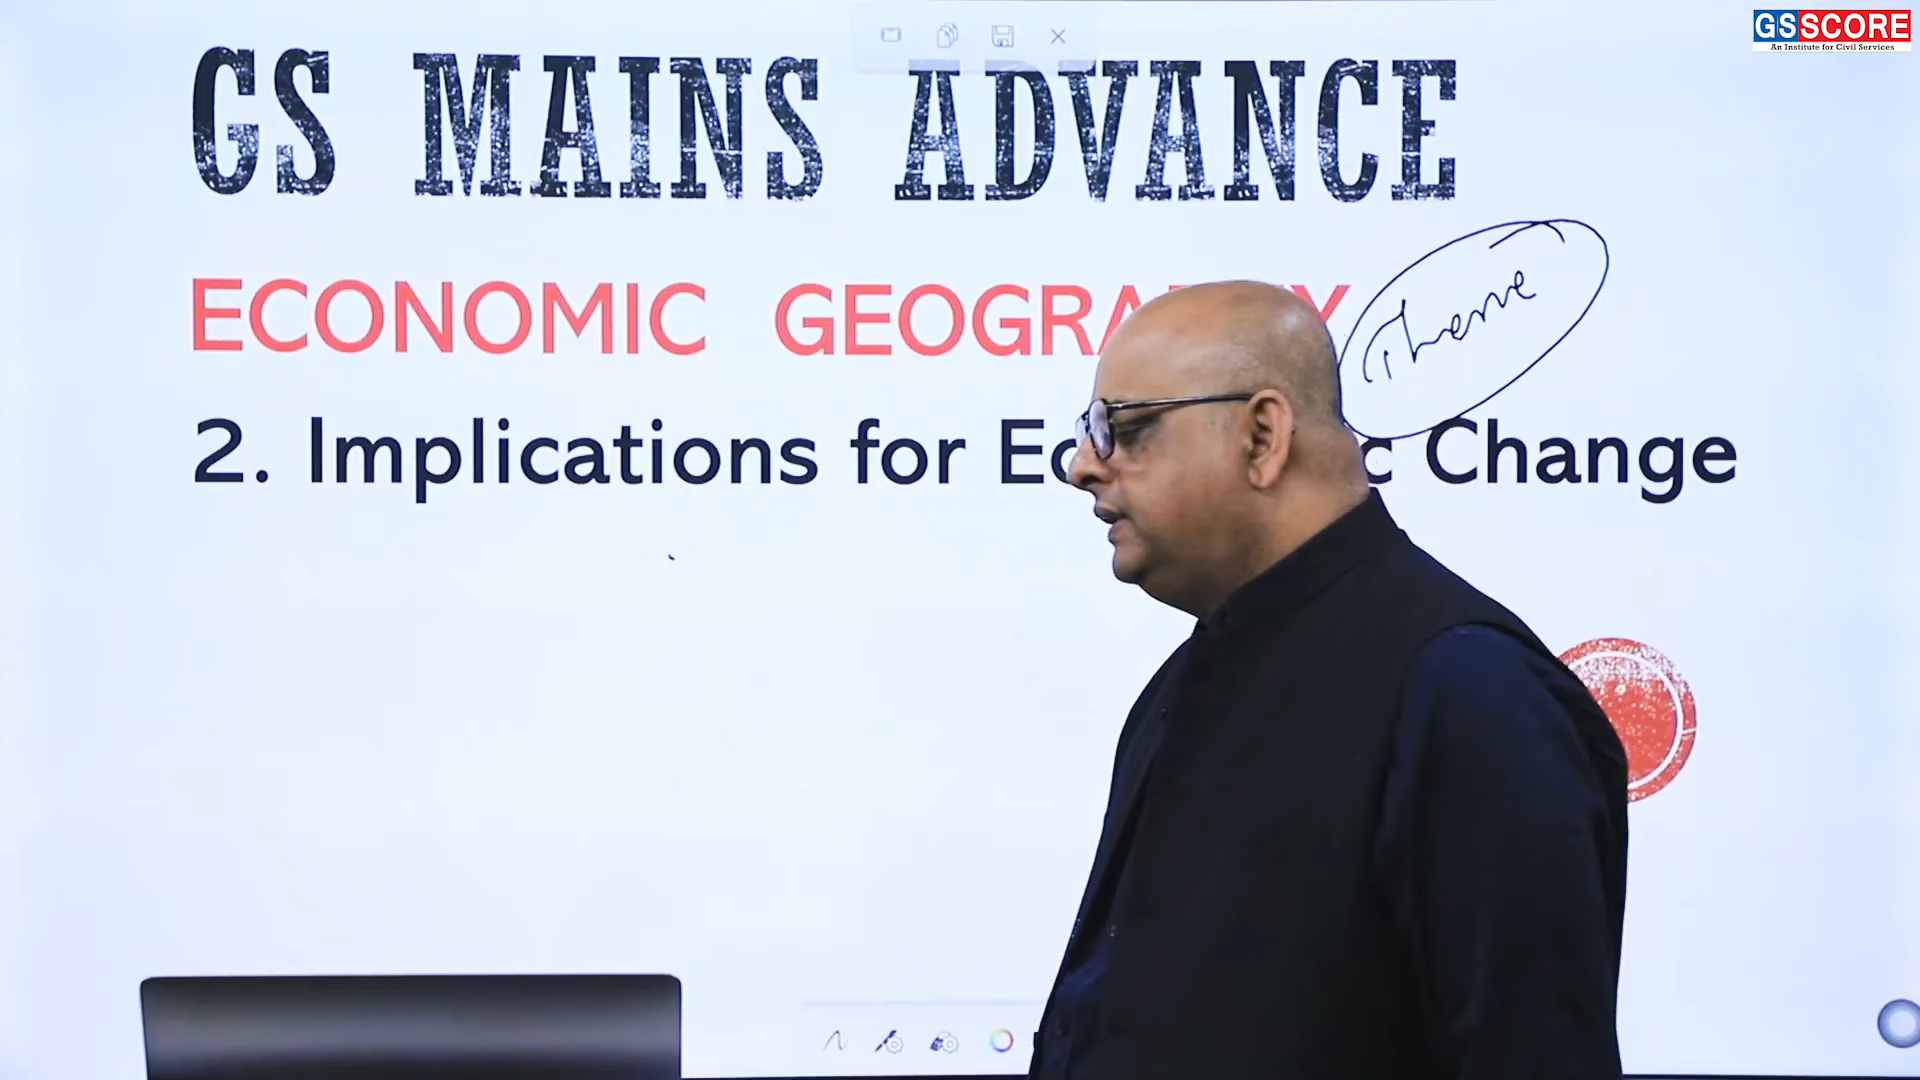 GSSCORE
An Institute for Civil Services
GS MAINS ADVANCE
ECONOMIC GEOGRA
Theme
2. Implications for Ec c Change